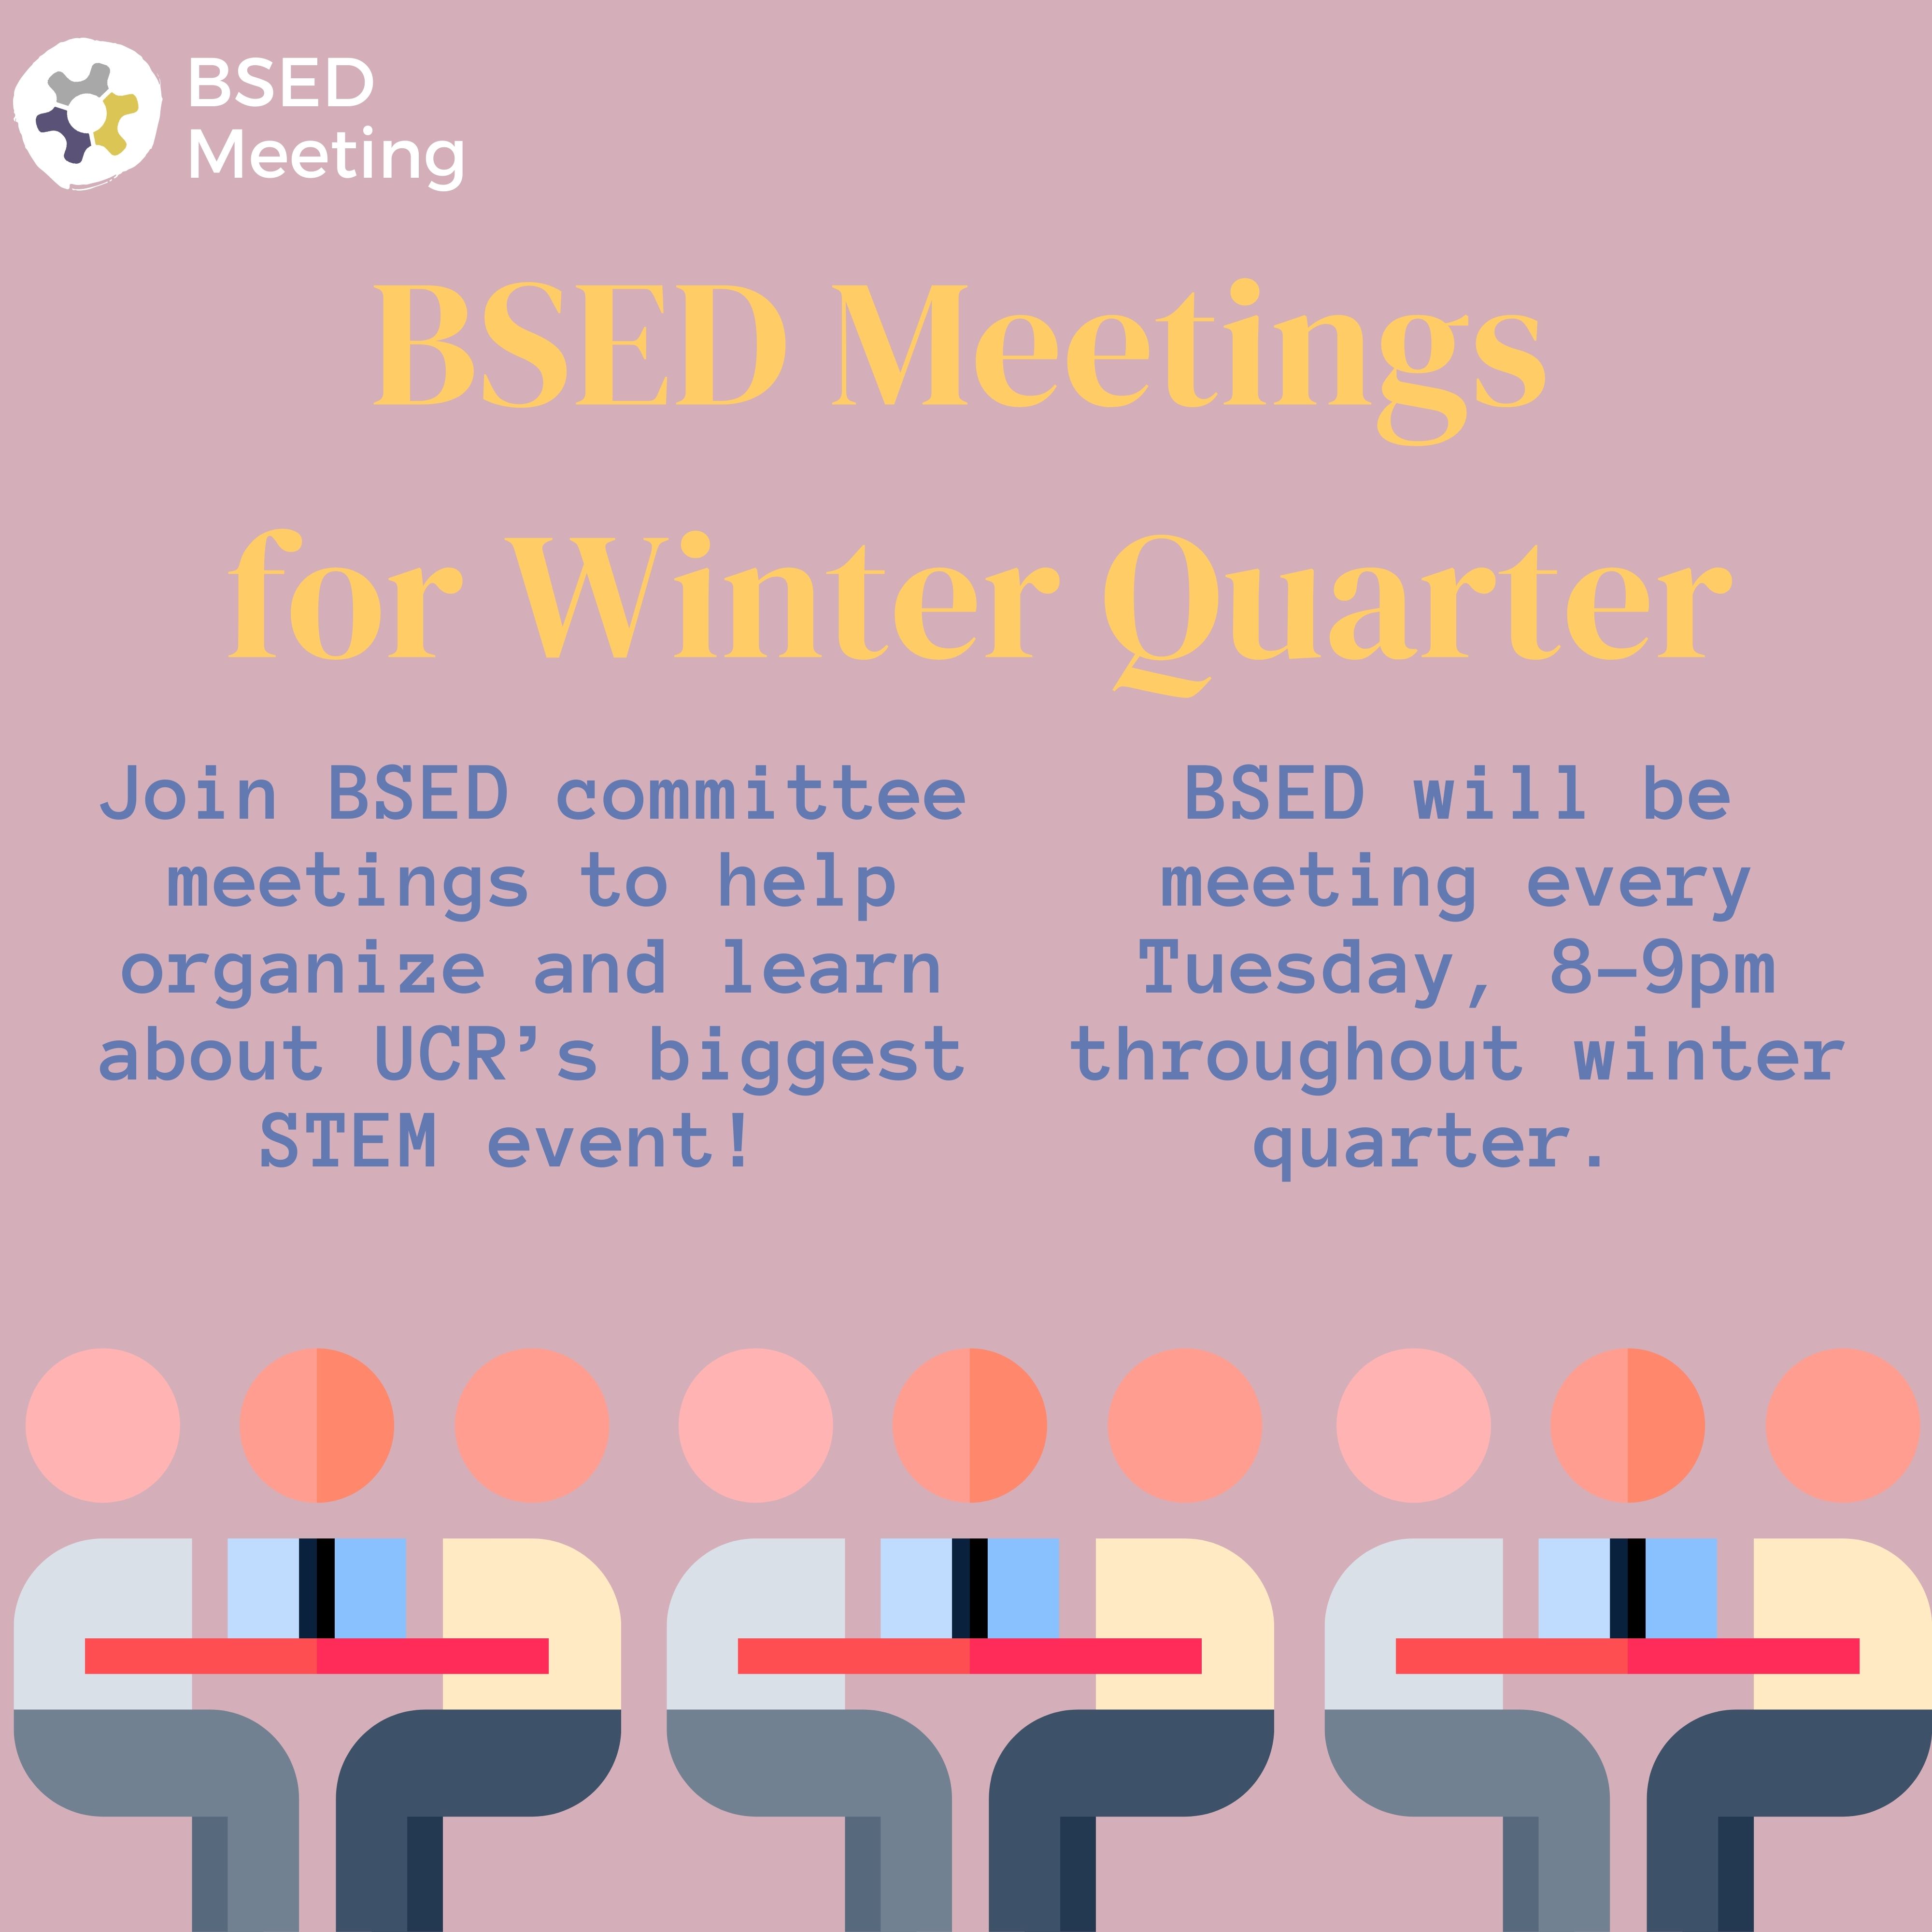 BSED
Meeting
BSED Meetings
for Winter Quarter
Join BSED committee
meetings to help
organize and learn
about UCR’s biggest
STEM event!
BSED will be
meeting every
Tuesday, 8–9pm
throughout winter
quarter.